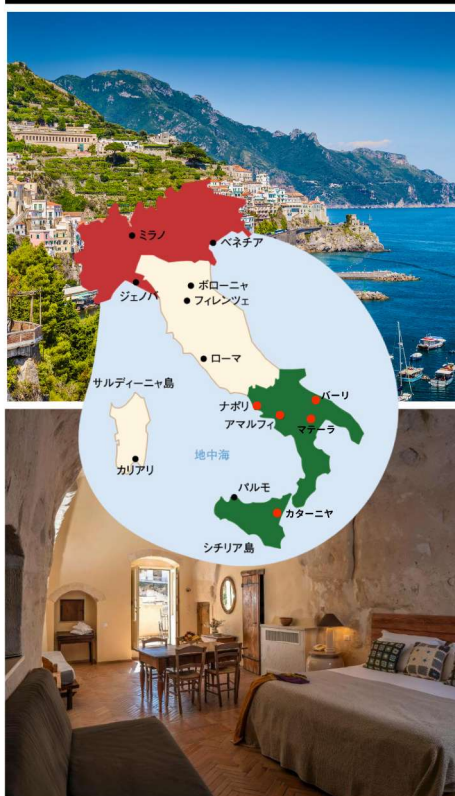 ミラノ
ベネチア
ジェノバ
ボローニャ
フィレンツェ
ローマ
サルディーニャ島
ナポリ
バーリ
アマルフィ
マテーラ
地中海
カリアリ
パルモ
カターニャ
シチリア島